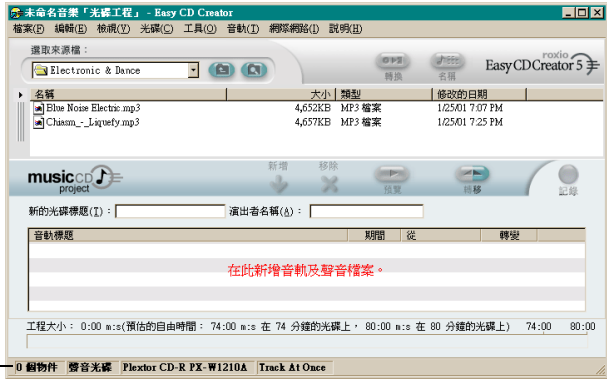 未命名音樂「光碟工程」 - Easy CD Creator
檔案(F) 編輯(E) 檢視(V) 光碟(C) 工具(O) 音軌(T) 網際網路(I) 說明(H)
選取來源檔：
Electronic & Dance
轉換
名稱
roxio
Easy CD Creator 5
名稱 大小 類型 修改的日期
Blue Noise Electric.mp3 4,652KB MP3 檔案 1/25/01 7:07 PM
Chiasm_-_Liquefy.mp3 4,657KB MP3 檔案 1/25/01 7:25 PM
musiccd
project
新增 移除
預覽 轉移 記錄
新的光碟標題(T)： 演出者名稱(A)：
音軌標題 期間 從 轉變
在此新增音軌及聲音檔案。
工程大小： 0:00 m:s(預估的自由時間： 74:00 m:s 在 74 分鐘的光碟上， 80:00 m:s 在 80 分鐘的光碟上) 74:00 80:00
0 個物件 聲音光碟 Plextor CD-R PX-W1210A Track At Once